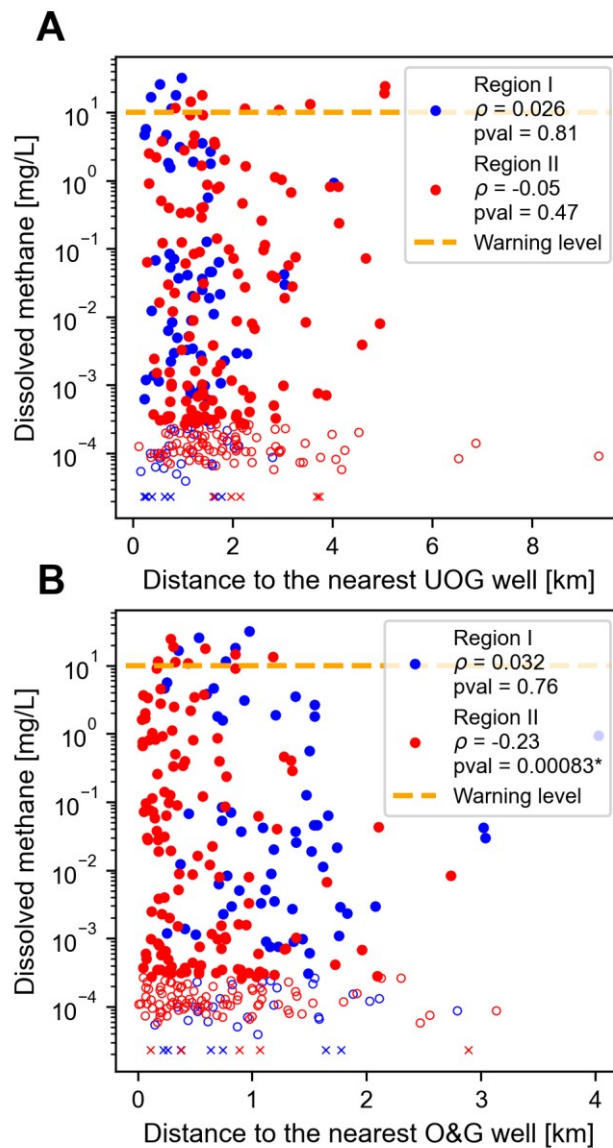 A
Dissolved methane [mg/L]
10¹
10⁰
10⁻¹
10⁻²
10⁻³
10⁻⁴
Region I
ρ = 0.026
pval = 0.81
Region II
ρ = -0.05
pval = 0.47
Warning level
0 2 4 6 8
Distance to the nearest UOG well [km]
B
Dissolved methane [mg/L]
10¹
10⁰
10⁻¹
10⁻²
10⁻³
10⁻⁴
Region I
ρ = 0.032
pval = 0.76
Region II
ρ = -0.23
pval = 0.00083*
Warning level
0 1 2 3 4
Distance to the nearest O&G well [km]